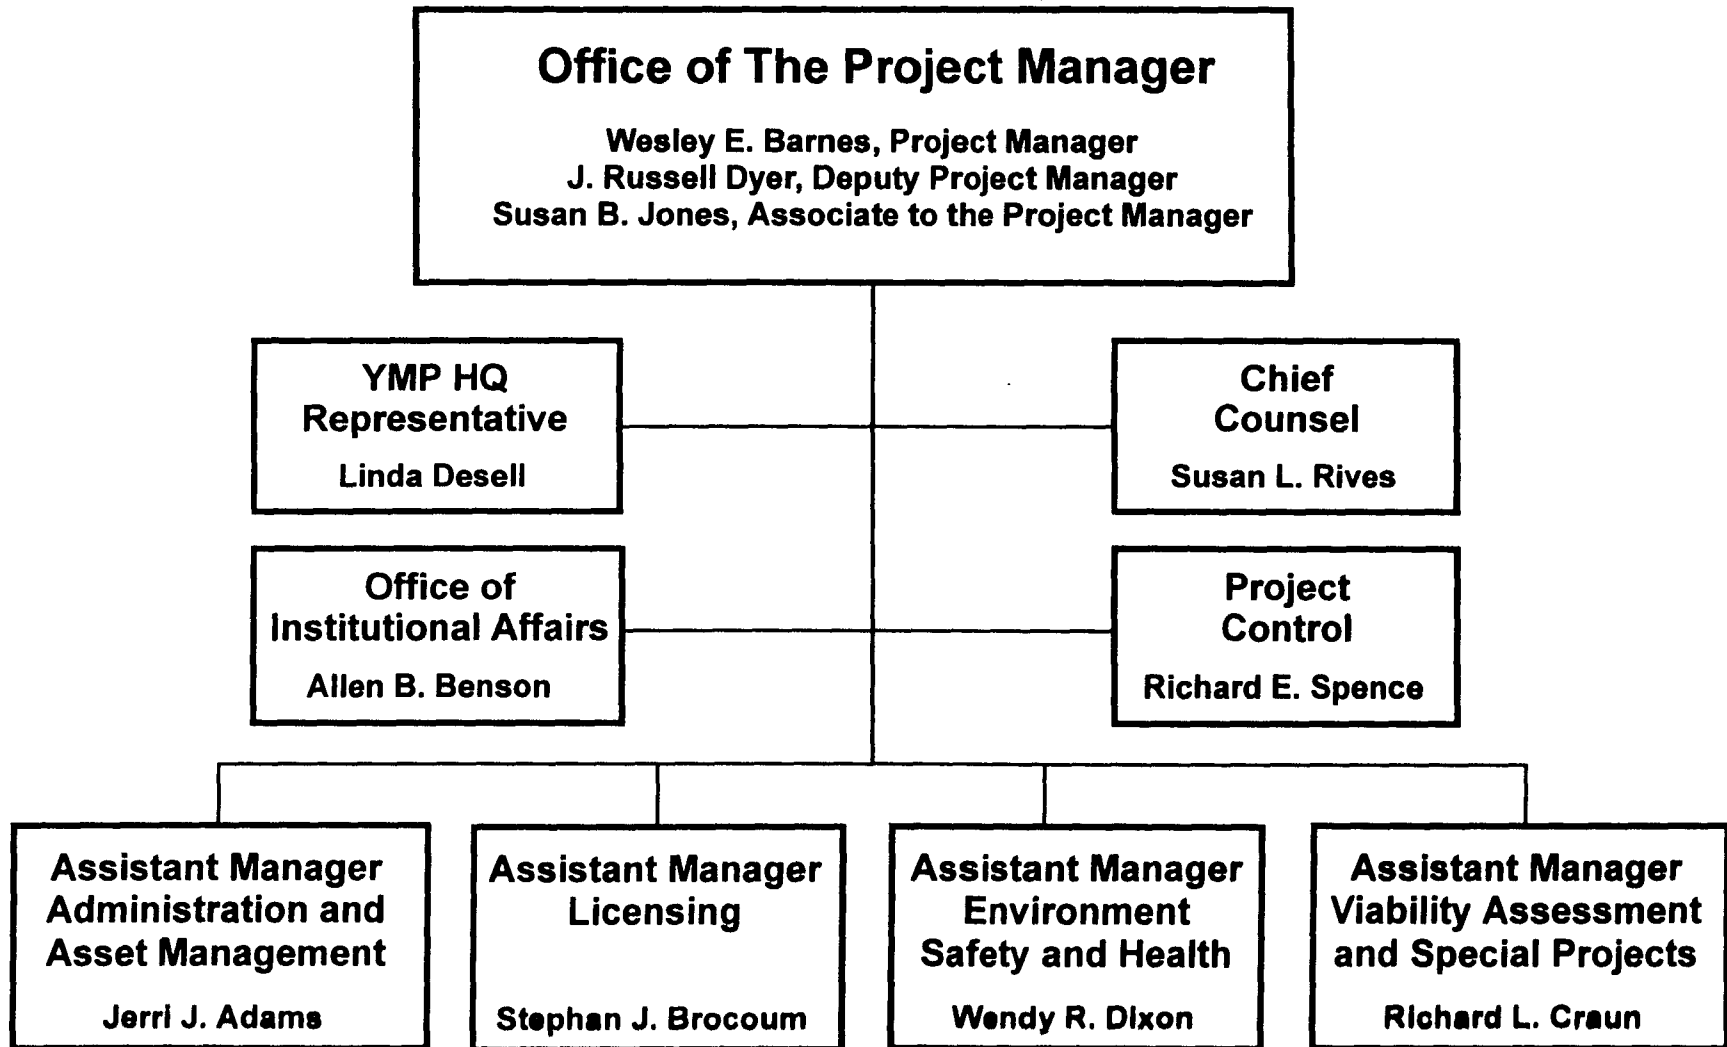 Office of The Project Manager
Wesley E. Barnes, Project Manager
J. Russell Dyer, Deputy Project Manager
Susan B. Jones, Associate to the Project Manager
YMP HQ
Representative
Linda Desell
Chief
Counsel
Susan L. Rives
Office of
Institutional Affairs
Allen B. Benson
Project
Control
Richard E. Spence
Assistant Manager
Administration and
Asset Management
Jerri J. Adams
Assistant Manager
Licensing
Stephan J. Brocoum
Assistant Manager
Environment
Safety and Health
Wendy R. Dixon
Assistant Manager
Viability Assessment
and Special Projects
Richard L. Craun